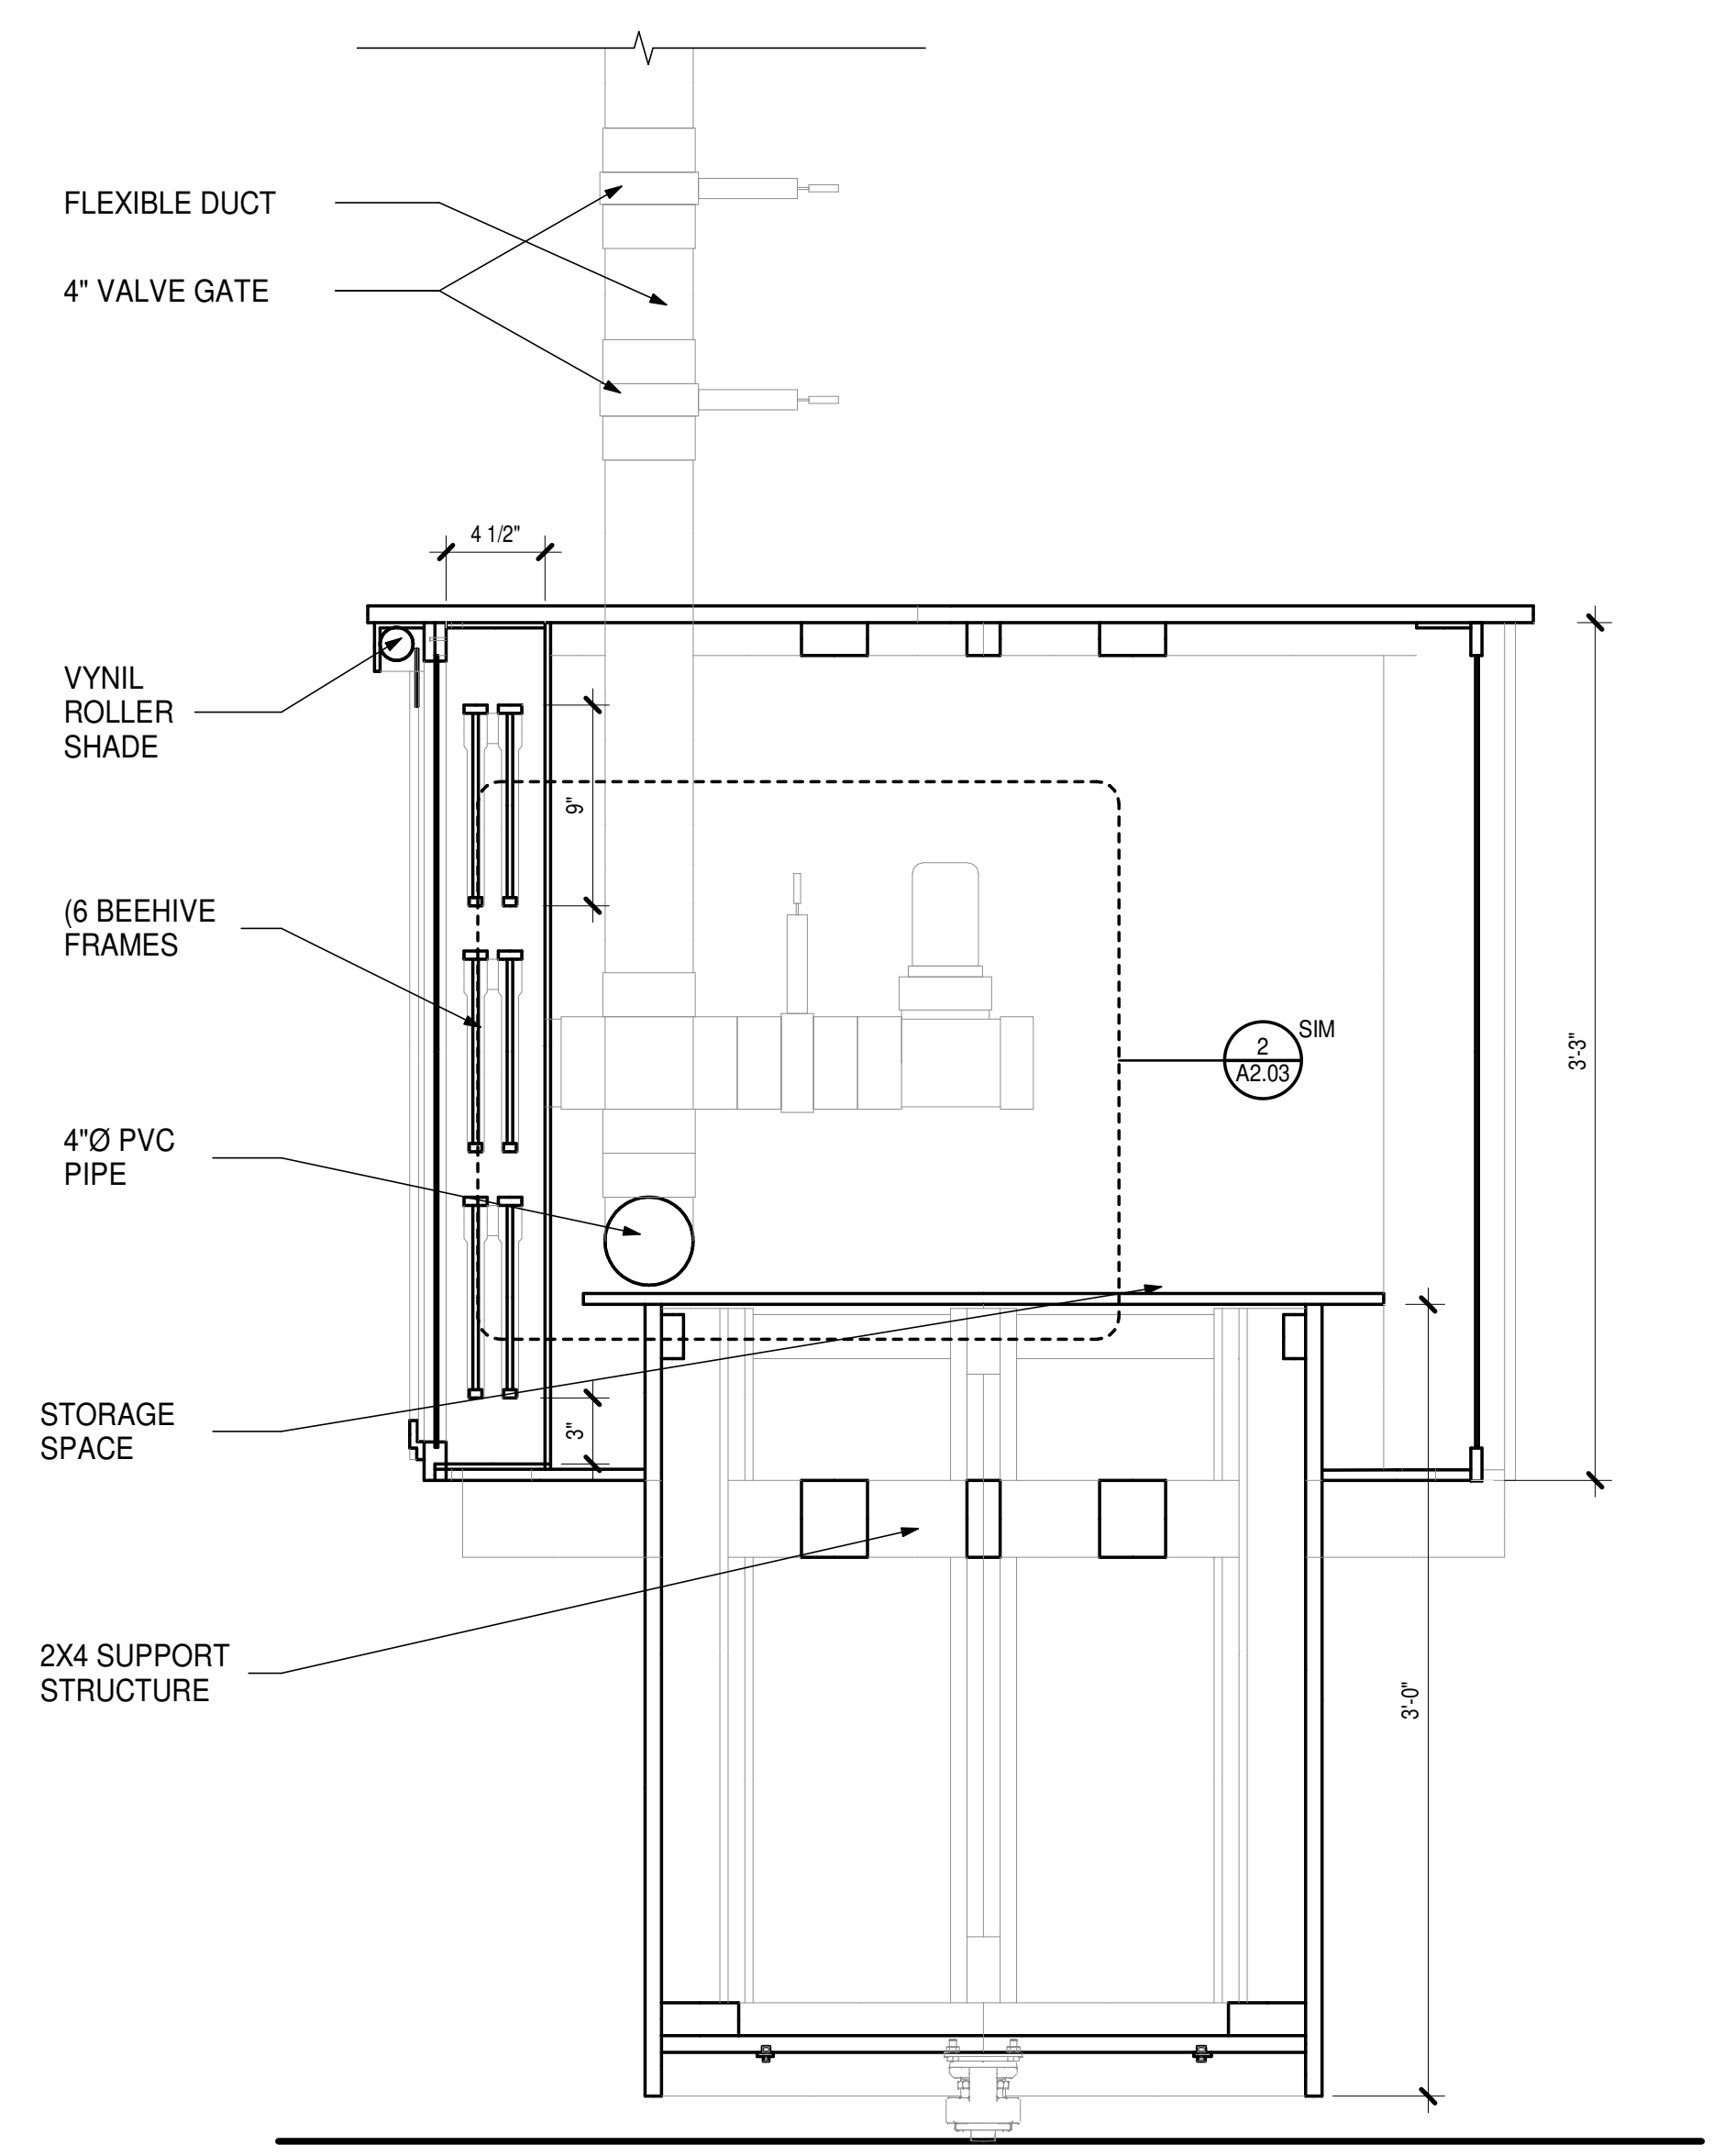 FLEXIBLE DUCT
4" VALVE GATE
4 1/2"
VYNIL
ROLLER
SHADE
9"
(6 BEEHIVE
FRAMES
SIM
2
A2.03
3'-3"
4"Ø PVC
PIPE
STORAGE
SPACE
3"
2X4 SUPPORT
STRUCTURE
3'-0"